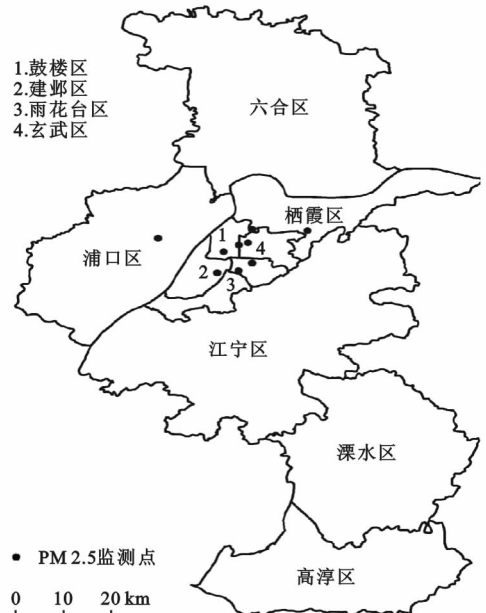 1.鼓楼区
2.建邺区
3.雨花台区
4.玄武区
六合区
栖霞区
浦口区
1
4
2
3
江宁区
溧水区
高淳区
PM 2.5监测点
0 10 20 km